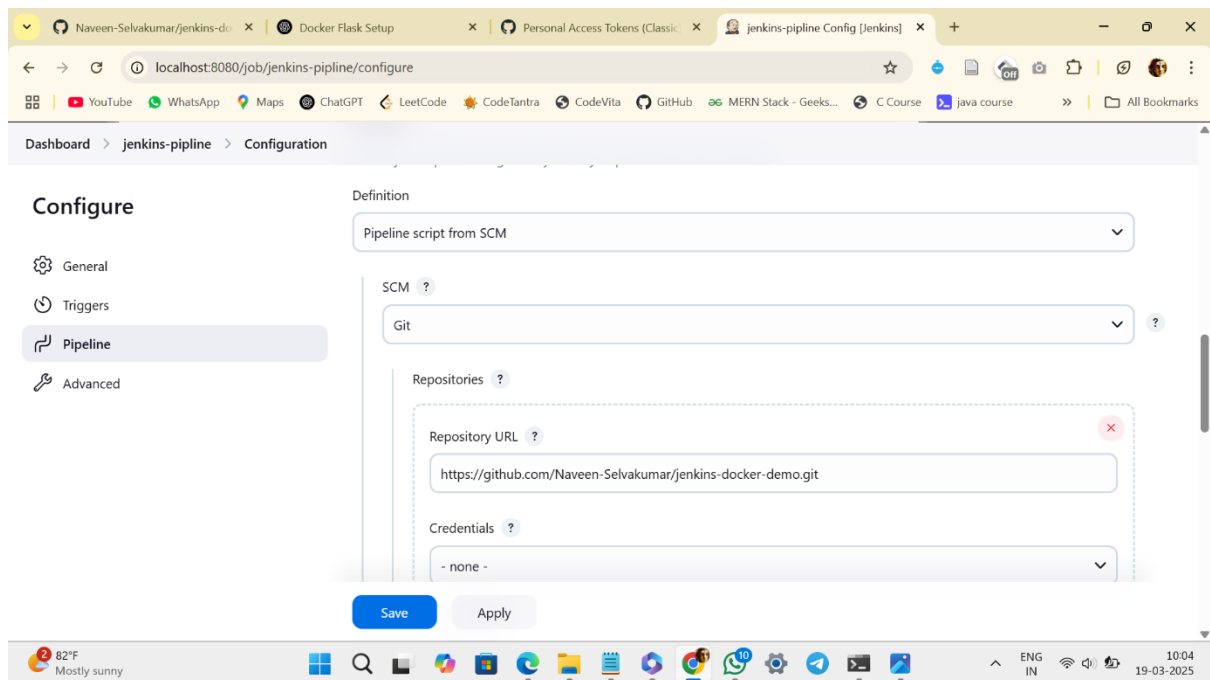 Naveen-Selvakumar/jenkins-do
Docker Flask Setup
Personal Access Tokens (Classic)
jenkins-pipline Config [Jenkins]
localhost:8080/job/jenkins-pipline/configure
Off
YouTube
WhatsApp
Maps
ChatGPT
LeetCode
CodeTantra
CodeVita
GitHub
MERN Stack - Geeks...
C Course
java course
All Bookmarks
Dashboard > jenkins-pipline > Configuration
Configure
General
Triggers
Pipeline
Advanced
Definition
Pipeline script from SCM
SCM ?
Git
?
Repositories ?
Repository URL ?
https://github.com/Naveen-Selvakumar/jenkins-docker-demo.git
Credentials ?
- none -
Save
Apply
2
82°F
Mostly sunny
10
ENG
IN
10:04
19-03-2025